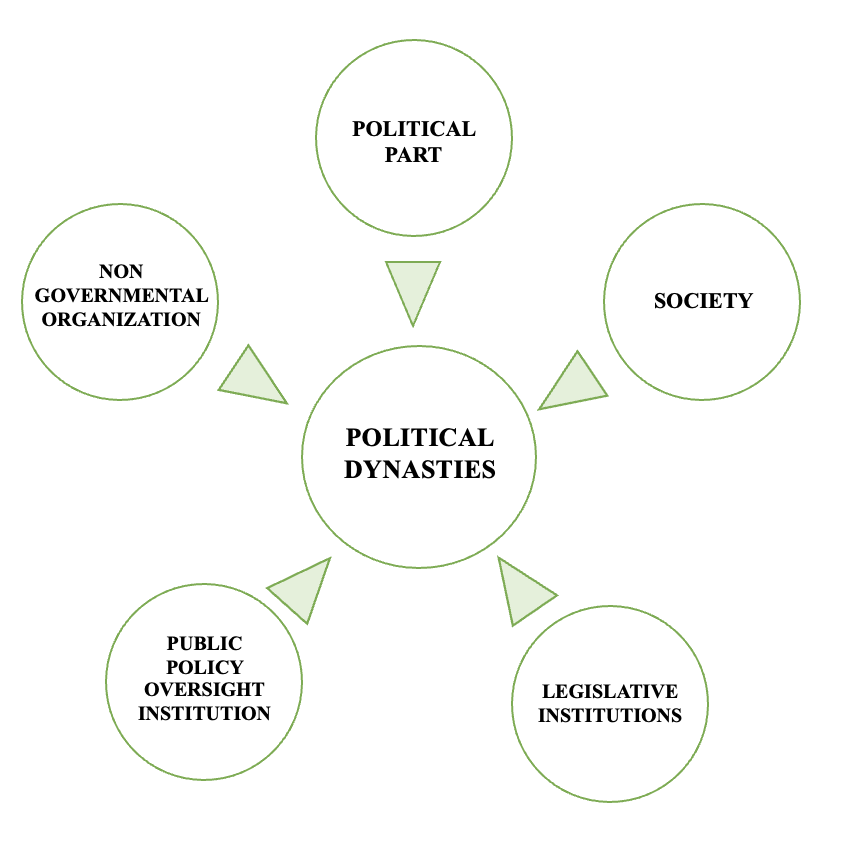 POLITICAL
PART
NON
GOVERNMENTAL
ORGANIZATION
SOCIETY
POLITICAL
DYNASTIES
PUBLIC
POLICY
OVERSIGHT
INSTITUTION
LEGISLATIVE
INSTITUTIONS